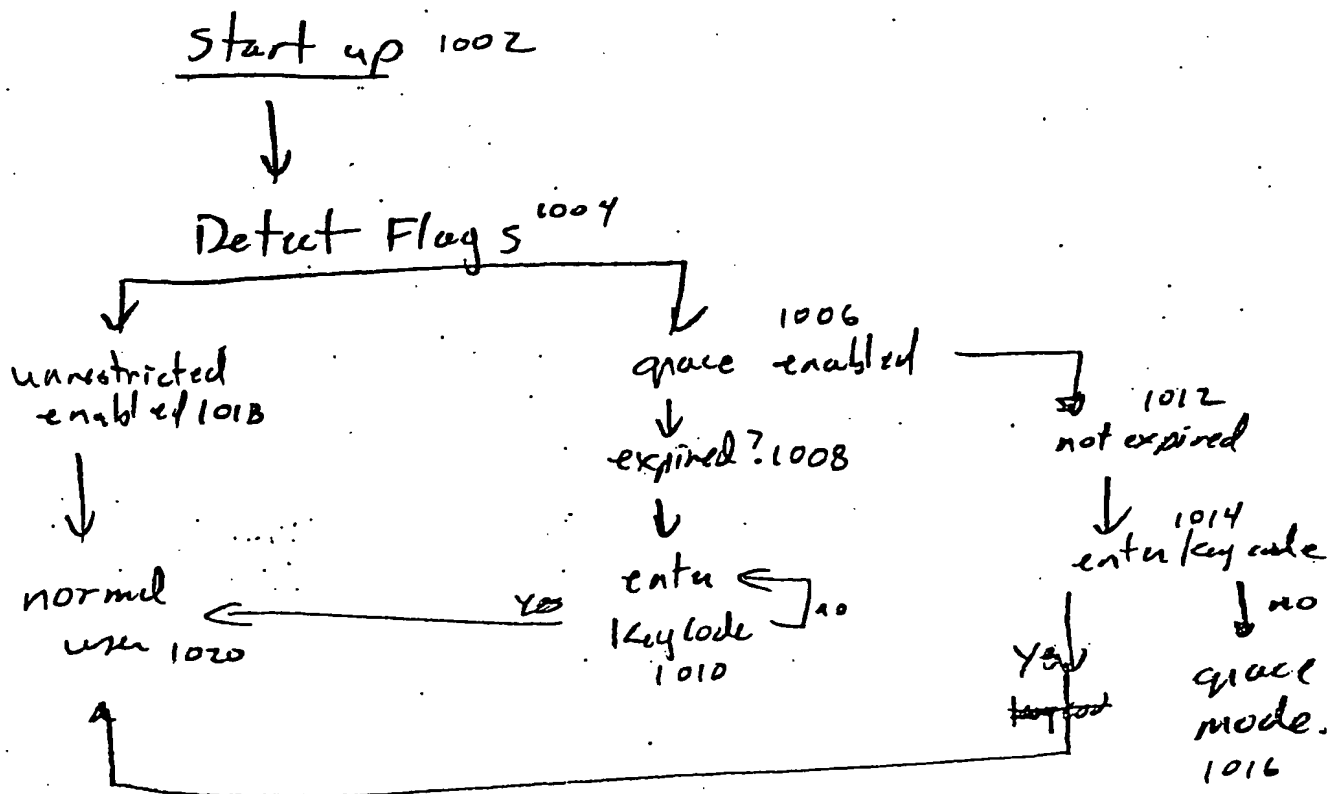 Start up 1002
Detect Flags 1004
unrestricted
enabled 1018
1006
grace enabled
expired? 1008
1012
not expired
1014
enter keycode
normal
user 1020
Yes
enter
keycode
1010
no
Yes
no
grace
mode.
1016